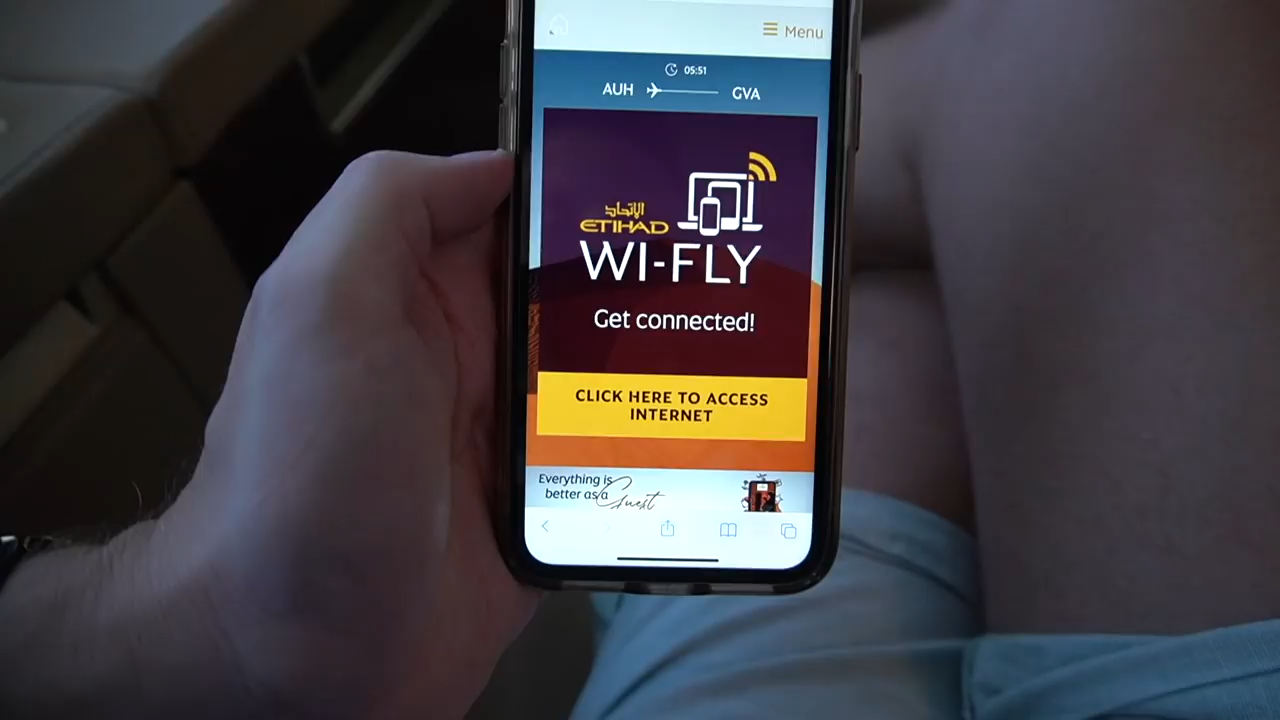 Menu
05:51
AUH GVA
الإتحاد
ETIHAD
WI-FLY
Get connected!
CLICK HERE TO ACCESS
INTERNET
Everything is
better as a Guest